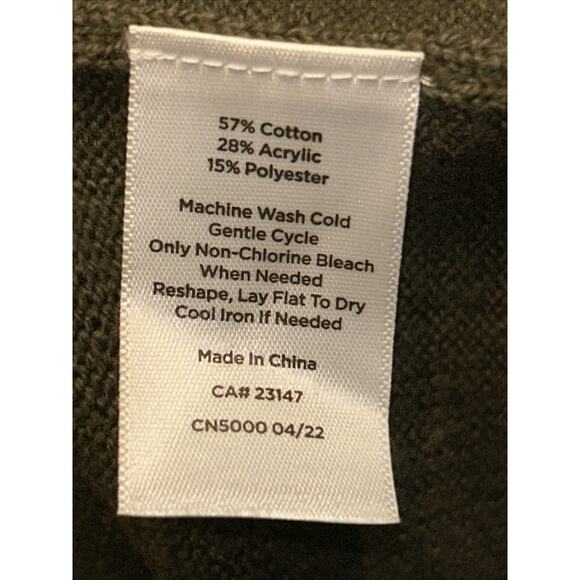 57% Cotton
28% Acrylic
15% Polyester
Machine Wash Cold
Gentle Cycle
Only Non-Chlorine Bleach
When Needed
Reshape, Lay Flat To Dry
Cool Iron If Needed
Made In China
CA# 23147
CN5000 04/22